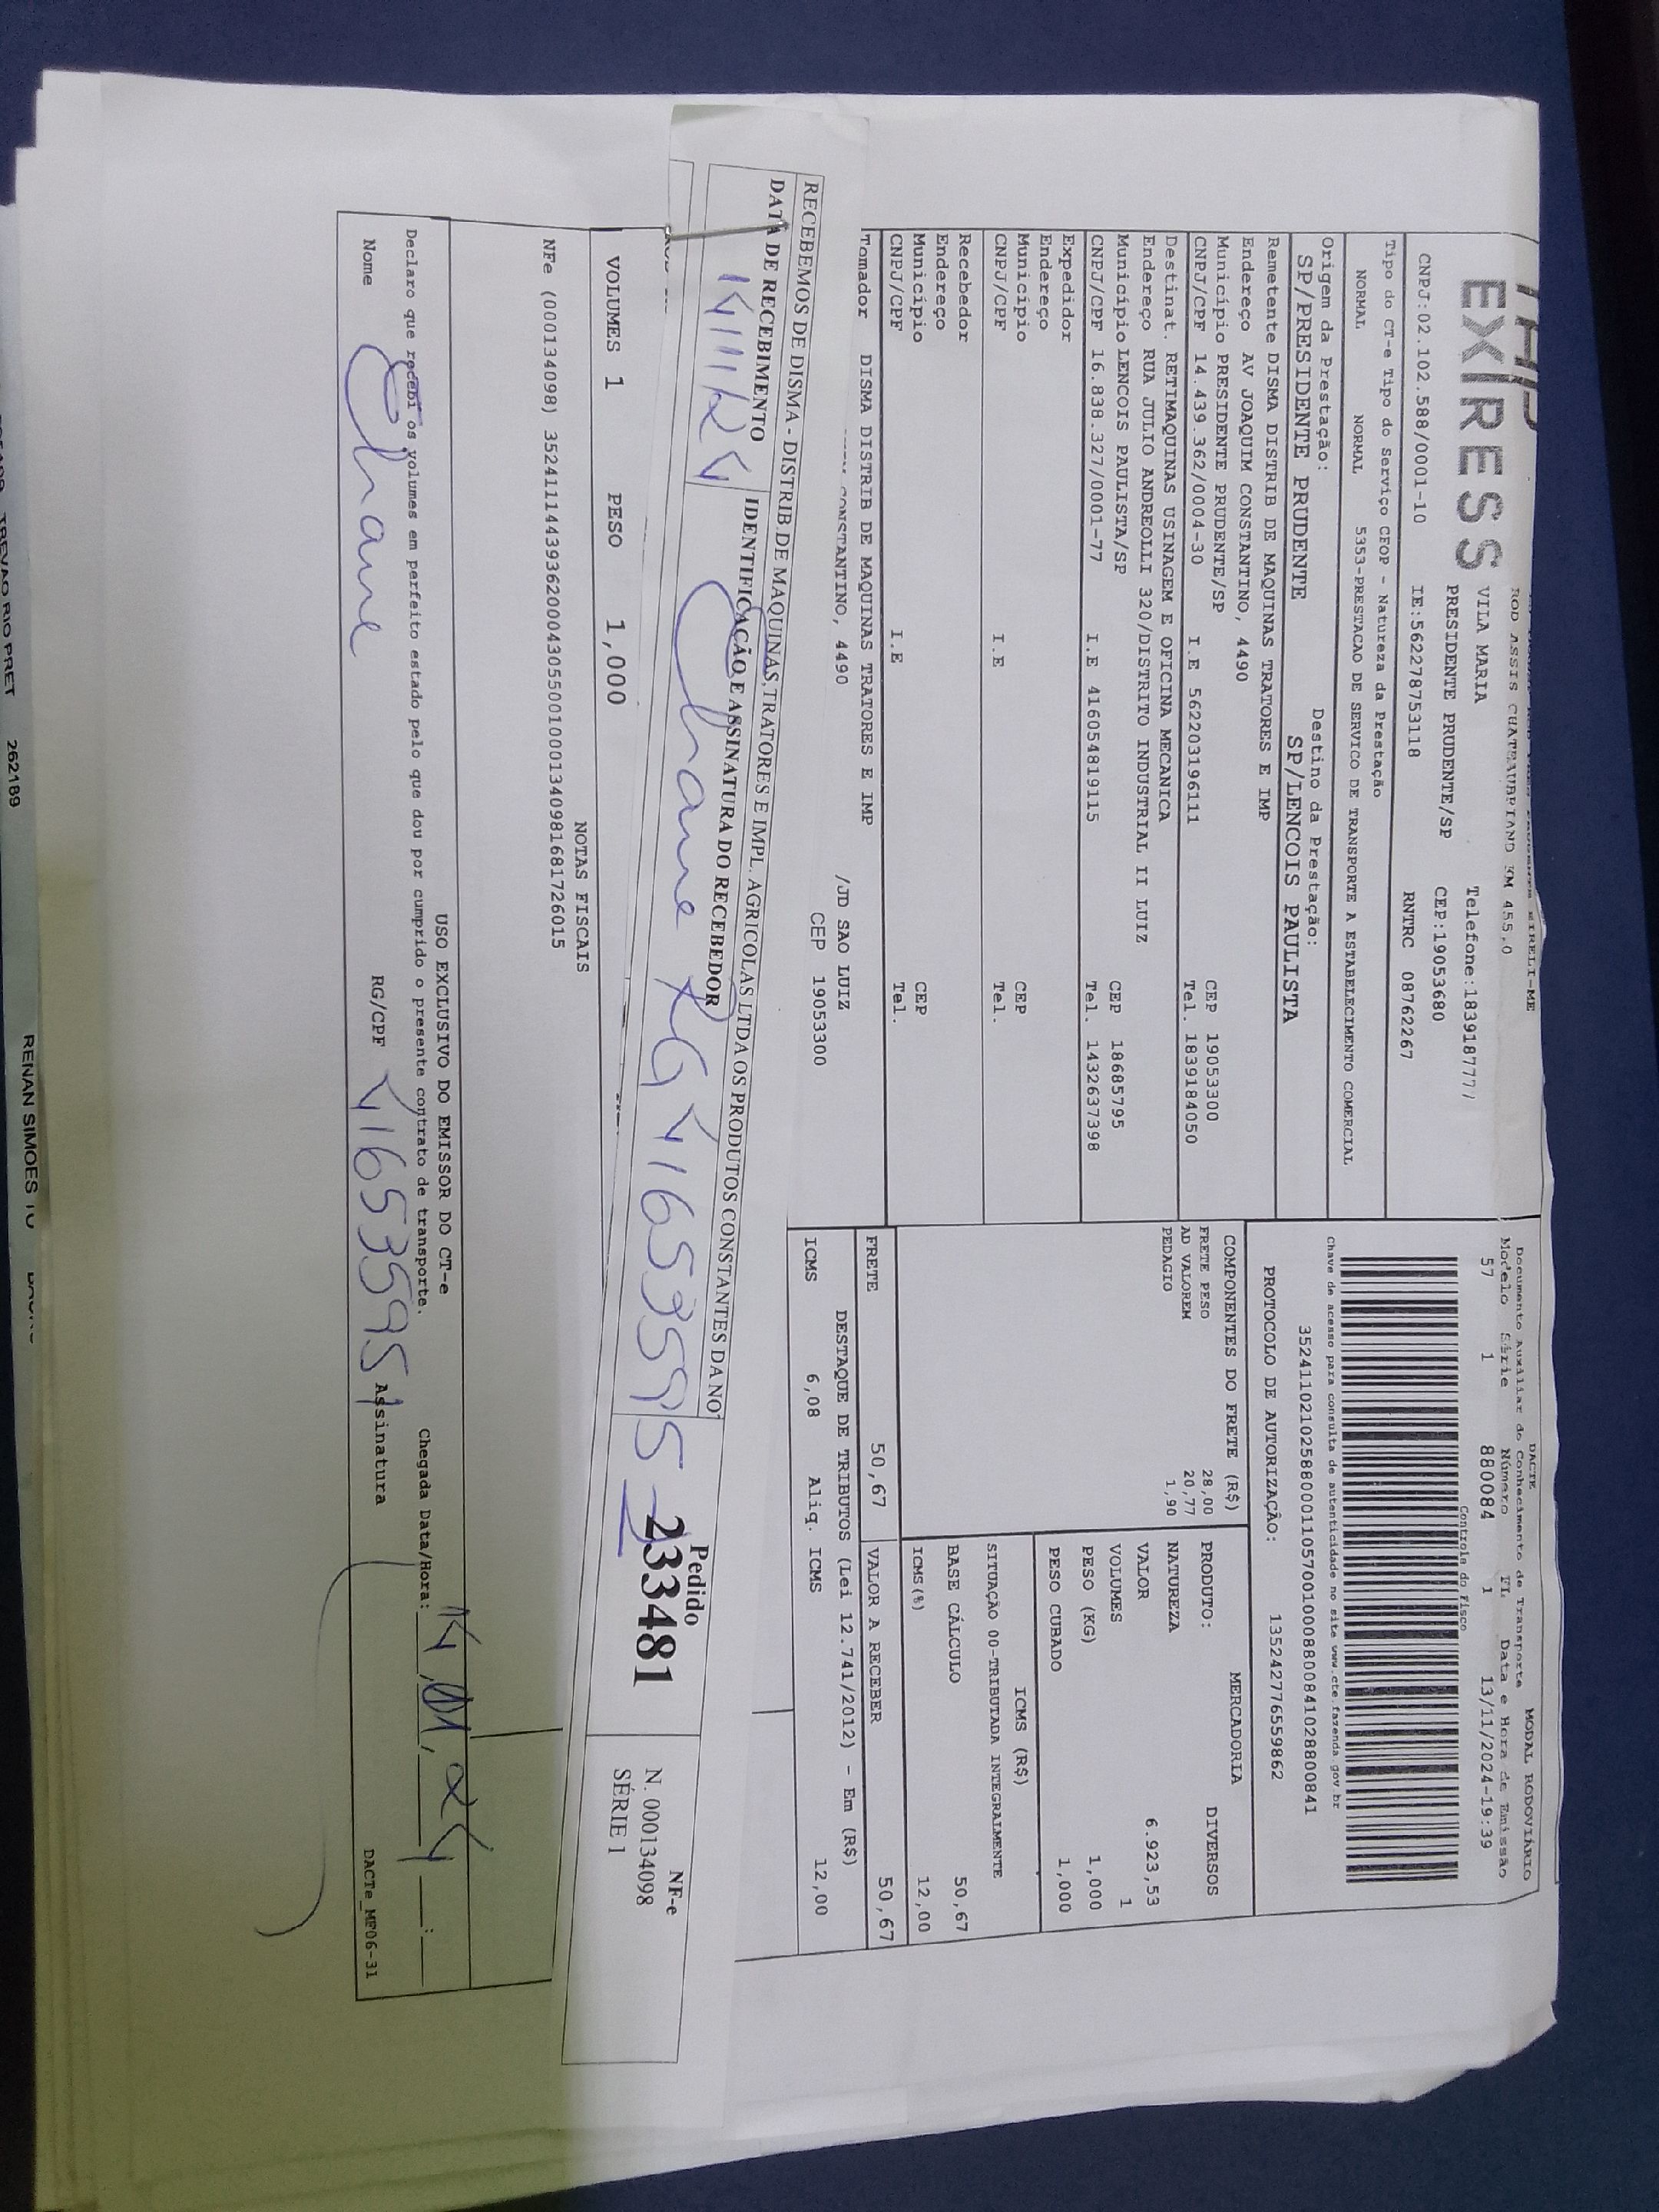 EXPRESS
ROD ASSIS CHATEAUBRIAND KM 455,0
VILA MARIA Telefone:1839187777
PRESIDENTE PRUDENTE/SP CEP:19053680
CNPJ:02.102.588/0001-10 IE:562278753118 RNTRC 08762267
DACTE
Documento Auxiliar do Conhecimento de Transporte
MODAL RODOVIÁRIO
Modelo Série Número FL Data e Hora de Emissão
57 1 880084 1 13/11/2024-19:39
Controle do Fisco
Chave de acesso para consulta de autenticidade no site www.cte.fazenda.gov.br
35241102102588000110570010008800841028800841
PROTOCOLO DE AUTORIZAÇÃO: 135242776559862
Tipo do CT-e Tipo do Serviço CFOP - Natureza da Prestação
NORMAL NORMAL 5353-PRESTACAO DE SERVICO DE TRANSPORTE A ESTABELECIMENTO COMERCIAL
Origem da Prestação: Destino da Prestação:
SP/PRESIDENTE PRUDENTE SP/LENCOIS PAULISTA
Remetente DISMA DISTRIB DE MAQUINAS TRATORES E IMP
Endereço AV JOAQUIM CONSTANTINO, 4490
Município PRESIDENTE PRUDENTE/SP CEP 19053300
CNPJ/CPF 14.439.362/0004-30 I.E 562203196111 Tel. 1839184050
Destinat. RETIMAQUINAS USINAGEM E OFICINA MECANICA
Endereço RUA JULIO ANDREOLLI 320/DISTRITO INDUSTRIAL II LUIZ
Município LENCOIS PAULISTA/SP CEP 18685795
CNPJ/CPF 16.838.327/0001-77 I.E 416054819115 Tel. 1432637398
Expedidor
Endereço
Município CEP
CNPJ/CPF I.E Tel.
Recebedor
Endereço
Município CEP
CNPJ/CPF I.E Tel.
Tomador DISMA DISTRIB DE MAQUINAS TRATORES E IMP
CONSTANTINO, 4490 /JD SAO LUIZ
CEP 19053300
COMPONENTES DO FRETE (R$)
FRETE PESO 28,00
AD VALOREM 20,77
PEDAGIO 1,90
MERCADORIA
PRODUTO: DIVERSOS
NATUREZA
VALOR 6.923,53
VOLUMES 1
PESO (KG) 1,000
PESO CUBADO 1,000
ICMS (R$)
SITUAÇÃO 00-TRIBUTADA INTEGRALMENTE
BASE CÁLCULO 50,67
ICMS(%) 12,00
FRETE 50,67 VALOR A RECEBER 50,67
DESTAQUE DE TRIBUTOS (Lei 12.741/2012) - Em (R$)
ICMS 6,08 Aliq. ICMS 12,00
RECEBEMOS DE DISMA - DISTRIB.DE MAQUINAS,TRATORES E IMPL. AGRICOLAS LTDA OS PRODUTOS CONSTANTES DA NO
DATA DE RECEBIMENTO IDENTIFICAÇÃO E ASSINATURA DO RECEBEDOR
14/11/24 RG 41653595-5
Pedido
233481
NF-e
N. 000134098
SÉRIE 1
VOLUMES 1 PESO 1,000
NOTAS FISCAIS
NFe (000134098) 35241114439362000430550010001340981681726015
USO EXCLUSIVO DO EMISSOR DO CT-e
Declaro que recebi os volumes em perfeito estado pelo que dou por cumprido o presente contrato de transporte. Chegada Data/Hora:
Nome RG/CPF 41653595 Assinatura
DACTe_MF06-31
262189
RENAN SIMOES